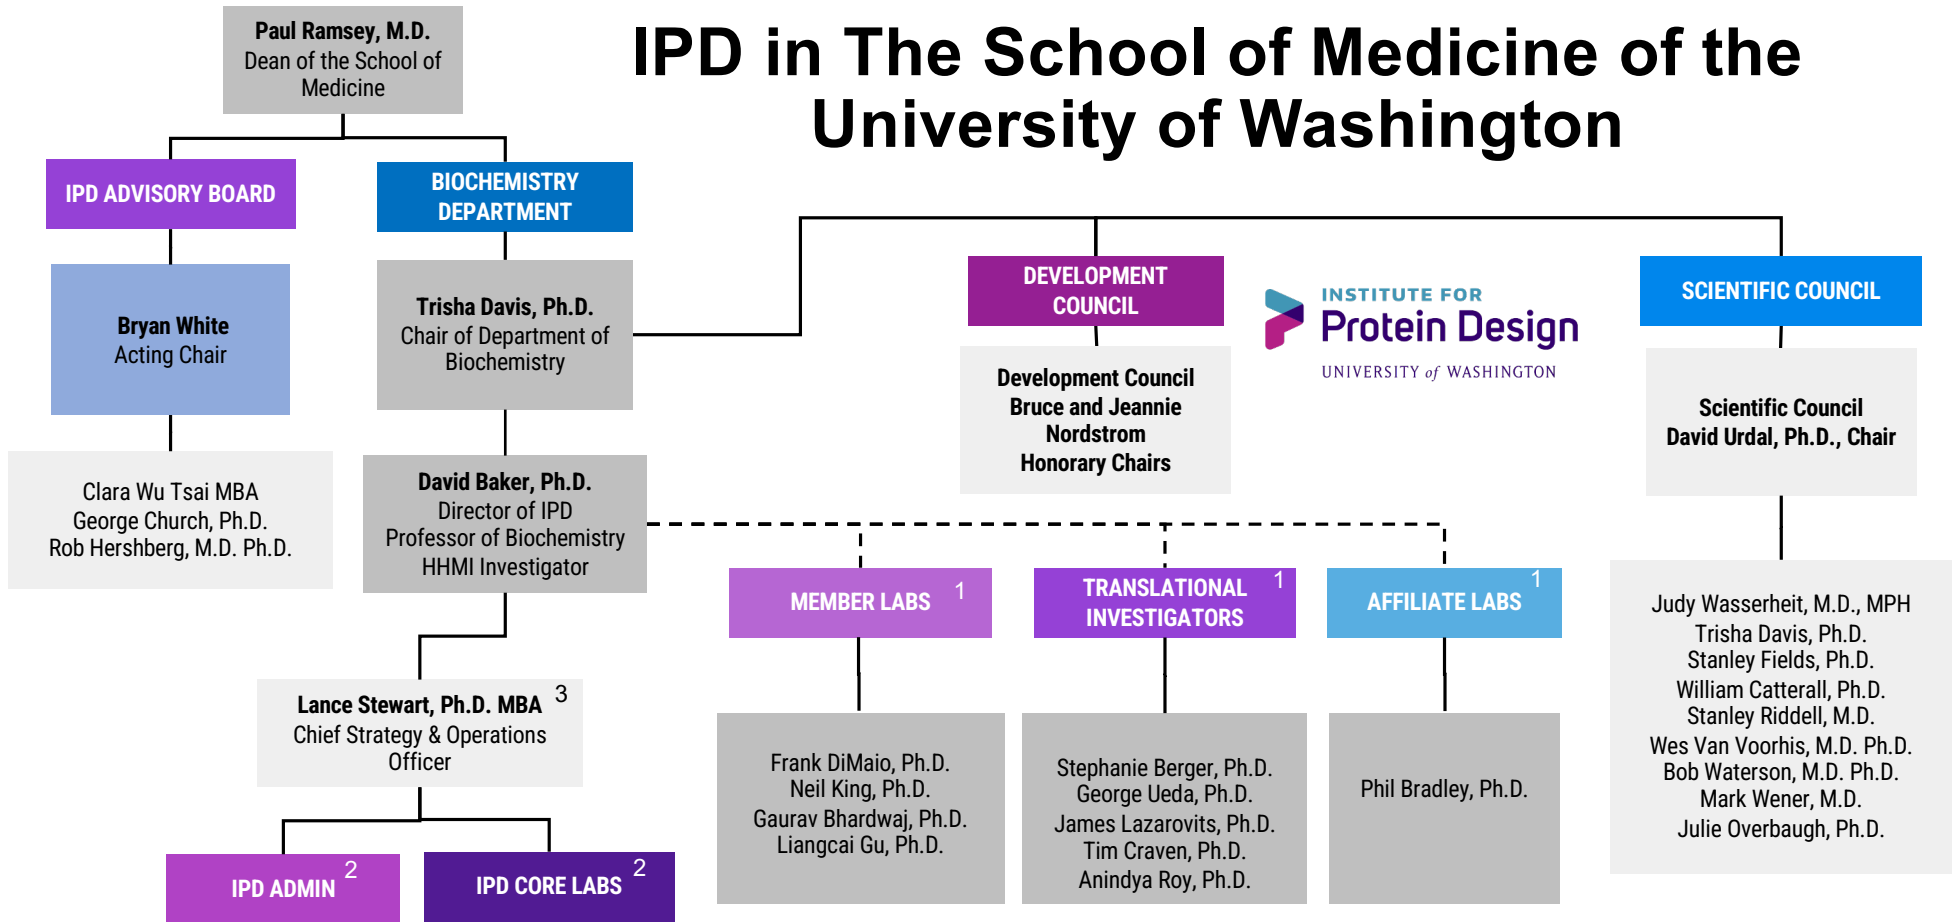 Paul Ramsey, M.D.
Dean of the School of
Medicine
IPD in The School of Medicine of the
University of Washington
IPD ADVISORY BOARD
BIOCHEMISTRY
DEPARTMENT
Bryan White
Acting Chair
Trisha Davis, Ph.D.
Chair of Department of
Biochemistry
DEVELOPMENT
COUNCIL
INSTITUTE FOR
Protein Design
UNIVERSITY of WASHINGTON
SCIENTIFIC COUNCIL
Development Council
Bruce and Jeannie
Nordstrom
Honorary Chairs
Scientific Council
David Urdal, Ph.D., Chair
Clara Wu Tsai MBA
George Church, Ph.D.
Rob Hershberg, M.D. Ph.D.
David Baker, Ph.D.
Director of IPD
Professor of Biochemistry
HHMI Investigator
MEMBER LABS 1
TRANSLATIONAL 1
INVESTIGATORS
AFFILIATE LABS 1
Judy Wasserheit, M.D., MPH
Trisha Davis, Ph.D.
Stanley Fields, Ph.D.
William Catterall, Ph.D.
Stanley Riddell, M.D.
Wes Van Voorhis, M.D. Ph.D.
Bob Waterson, M.D. Ph.D.
Mark Wener, M.D.
Julie Overbaugh, Ph.D.
Lance Stewart, Ph.D. MBA 3
Chief Strategy & Operations
Officer
Frank DiMaio, Ph.D.
Neil King, Ph.D.
Gaurav Bhardwaj, Ph.D.
Liangcai Gu, Ph.D.
Stephanie Berger, Ph.D.
George Ueda, Ph.D.
James Lazarovits, Ph.D.
Tim Craven, Ph.D.
Anindya Roy, Ph.D.
Phil Bradley, Ph.D.
IPD ADMIN 2
IPD CORE LABS 2